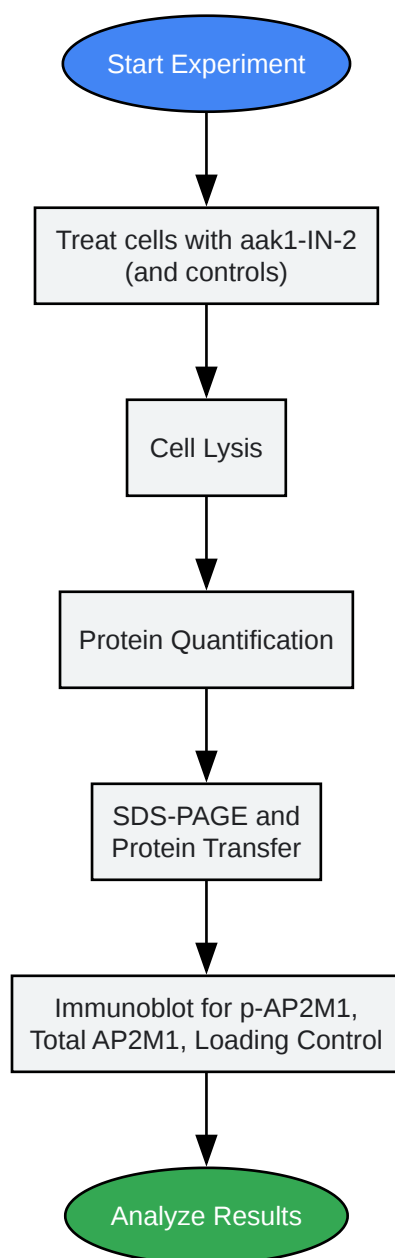 Start Experiment
Treat cells with aak1-IN-2
(and controls)
Cell Lysis
Protein Quantification
SDS-PAGE and
Protein Transfer
Immunoblot for p-AP2M1,
Total AP2M1, Loading Control
Analyze Results